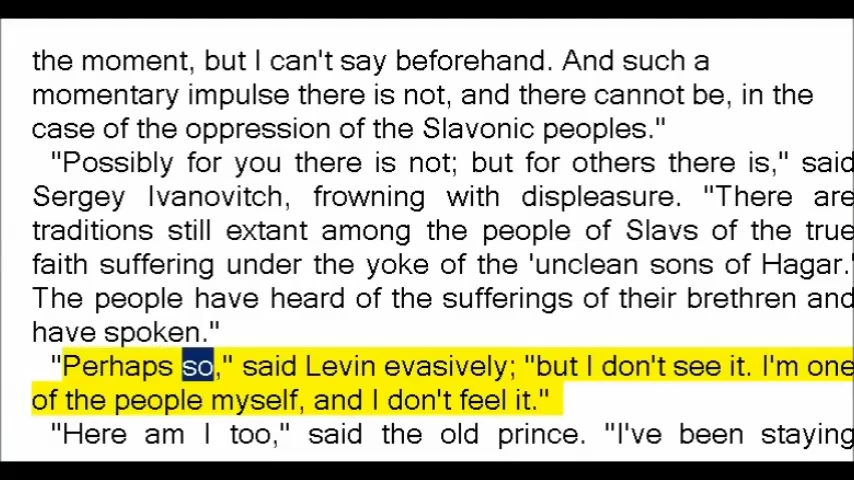 the moment, but I can't say beforehand. And such a
momentary impulse there is not, and there cannot be, in the
case of the oppression of the Slavonic peoples."
"Possibly for you there is not; but for others there is," said
Sergey Ivanovitch, frowning with displeasure. "There are
traditions still extant among the people of Slavs of the true
faith suffering under the yoke of the 'unclean sons of Hagar.'
The people have heard of the sufferings of their brethren and
have spoken."
"Perhaps so," said Levin evasively; "but I don't see it. I'm one
of the people myself, and I don't feel it."
"Here am I too," said the old prince. "I've been staying